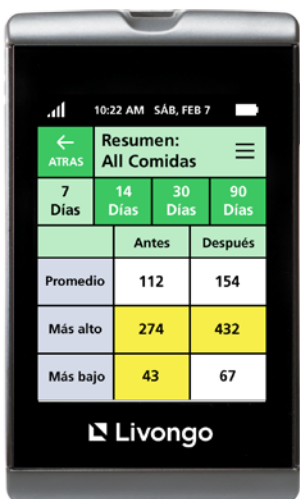 10:22 AM SÁB, FEB 7
ATRAS
Resumen:
All Comidas
7 Días
14 Días
30 Días
90 Días
Antes Después
Promedio 112 154
Más alto 274 432
Más bajo 43 67
Livongo